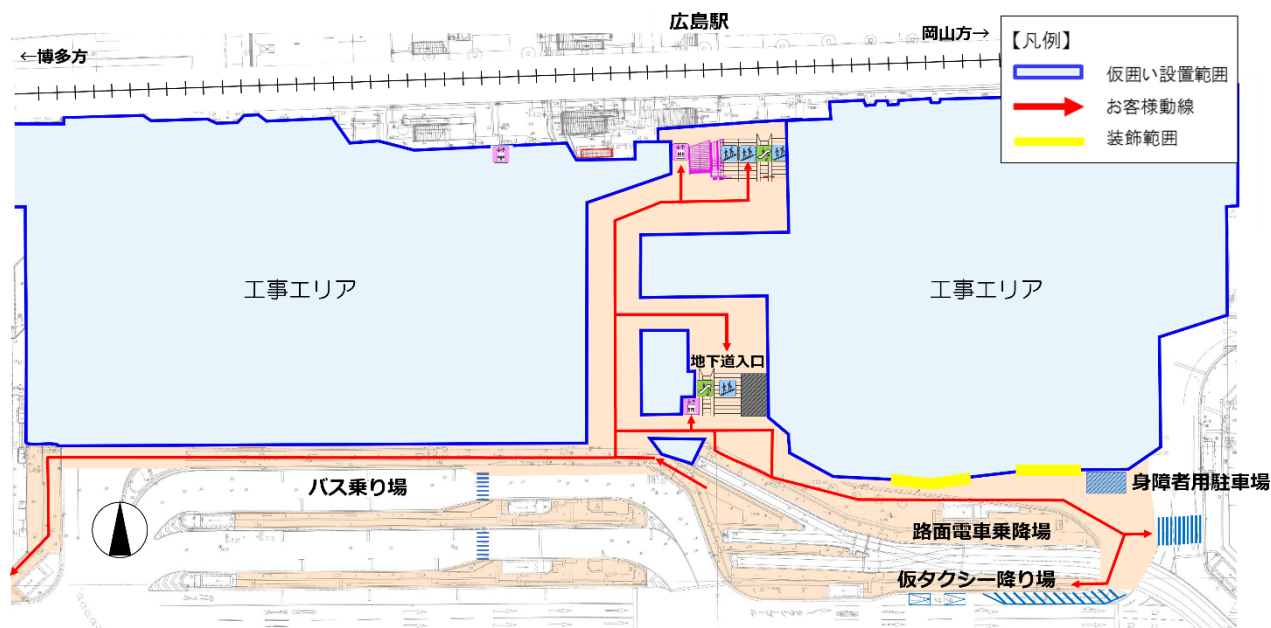 広島駅
←博多方
岡山方→
【凡例】
仮囲い設置範囲
お客様動線
装飾範囲
工事エリア
工事エリア
地下道入口
バス乗り場
身障者用駐車場
路面電車乗降場
仮タクシー降り場